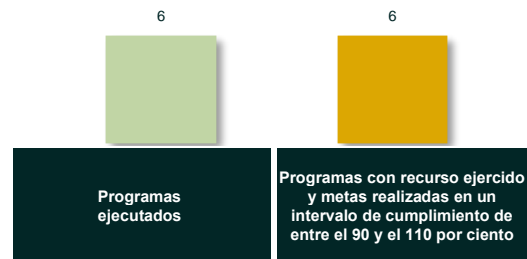 6
6
Programas
ejecutados
Programas con recurso ejercido
y metas realizadas en un
intervalo de cumplimiento de
entre el 90 y el 110 por ciento